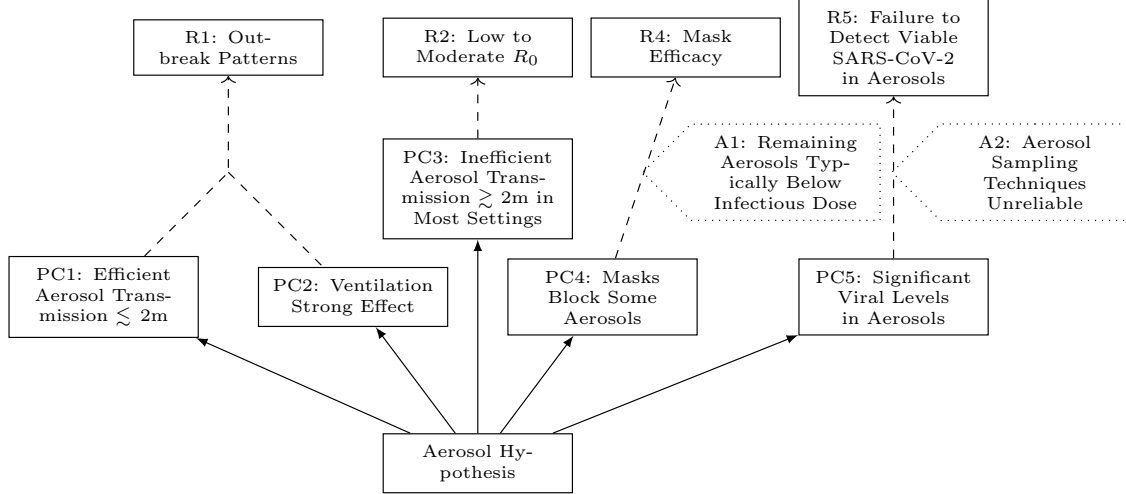 R1: Out-
break Patterns
R2: Low to
Moderate R0
R4: Mask
Efficacy
R5: Failure to
Detect Viable
SARS-CoV-2
in Aerosols
PC3: Inefficient
Aerosol Trans-
mission ≳ 2m in
Most Settings
A1: Remaining
Aerosols Typ-
ically Below
Infectious Dose
A2: Aerosol
Sampling
Techniques
Unreliable
PC1: Efficient
Aerosol Trans-
mission ≲ 2m
PC2: Ventilation
Strong Effect
PC4: Masks
Block Some
Aerosols
PC5: Significant
Viral Levels
in Aerosols
Aerosol Hy-
pothesis